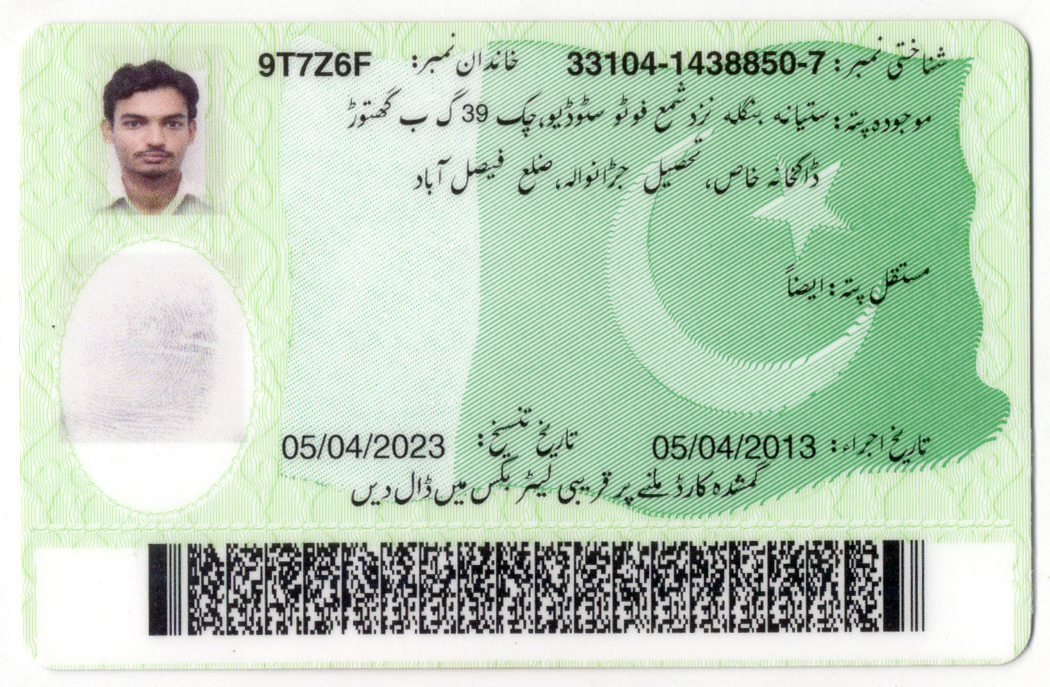 شناختی نمبر: 33104-1438850-7 خاندان نمبر: 9T7Z6F
موجودہ پتہ: ستیانہ بنگلہ نزد شمع فوٹو سٹوڈیو،چک 39 گ ب گھتوڑ
ڈاکخانہ خاص، تحصیل جڑانوالہ، ضلع فیصل آباد
مستقل پتہ: ایضاً
تاریخ اجراء: 05/04/2013 تاریخ تنسیخ: 05/04/2023
گمشدہ کارڈ ملنے پر قریبی لیٹر بکس میں ڈال دیں